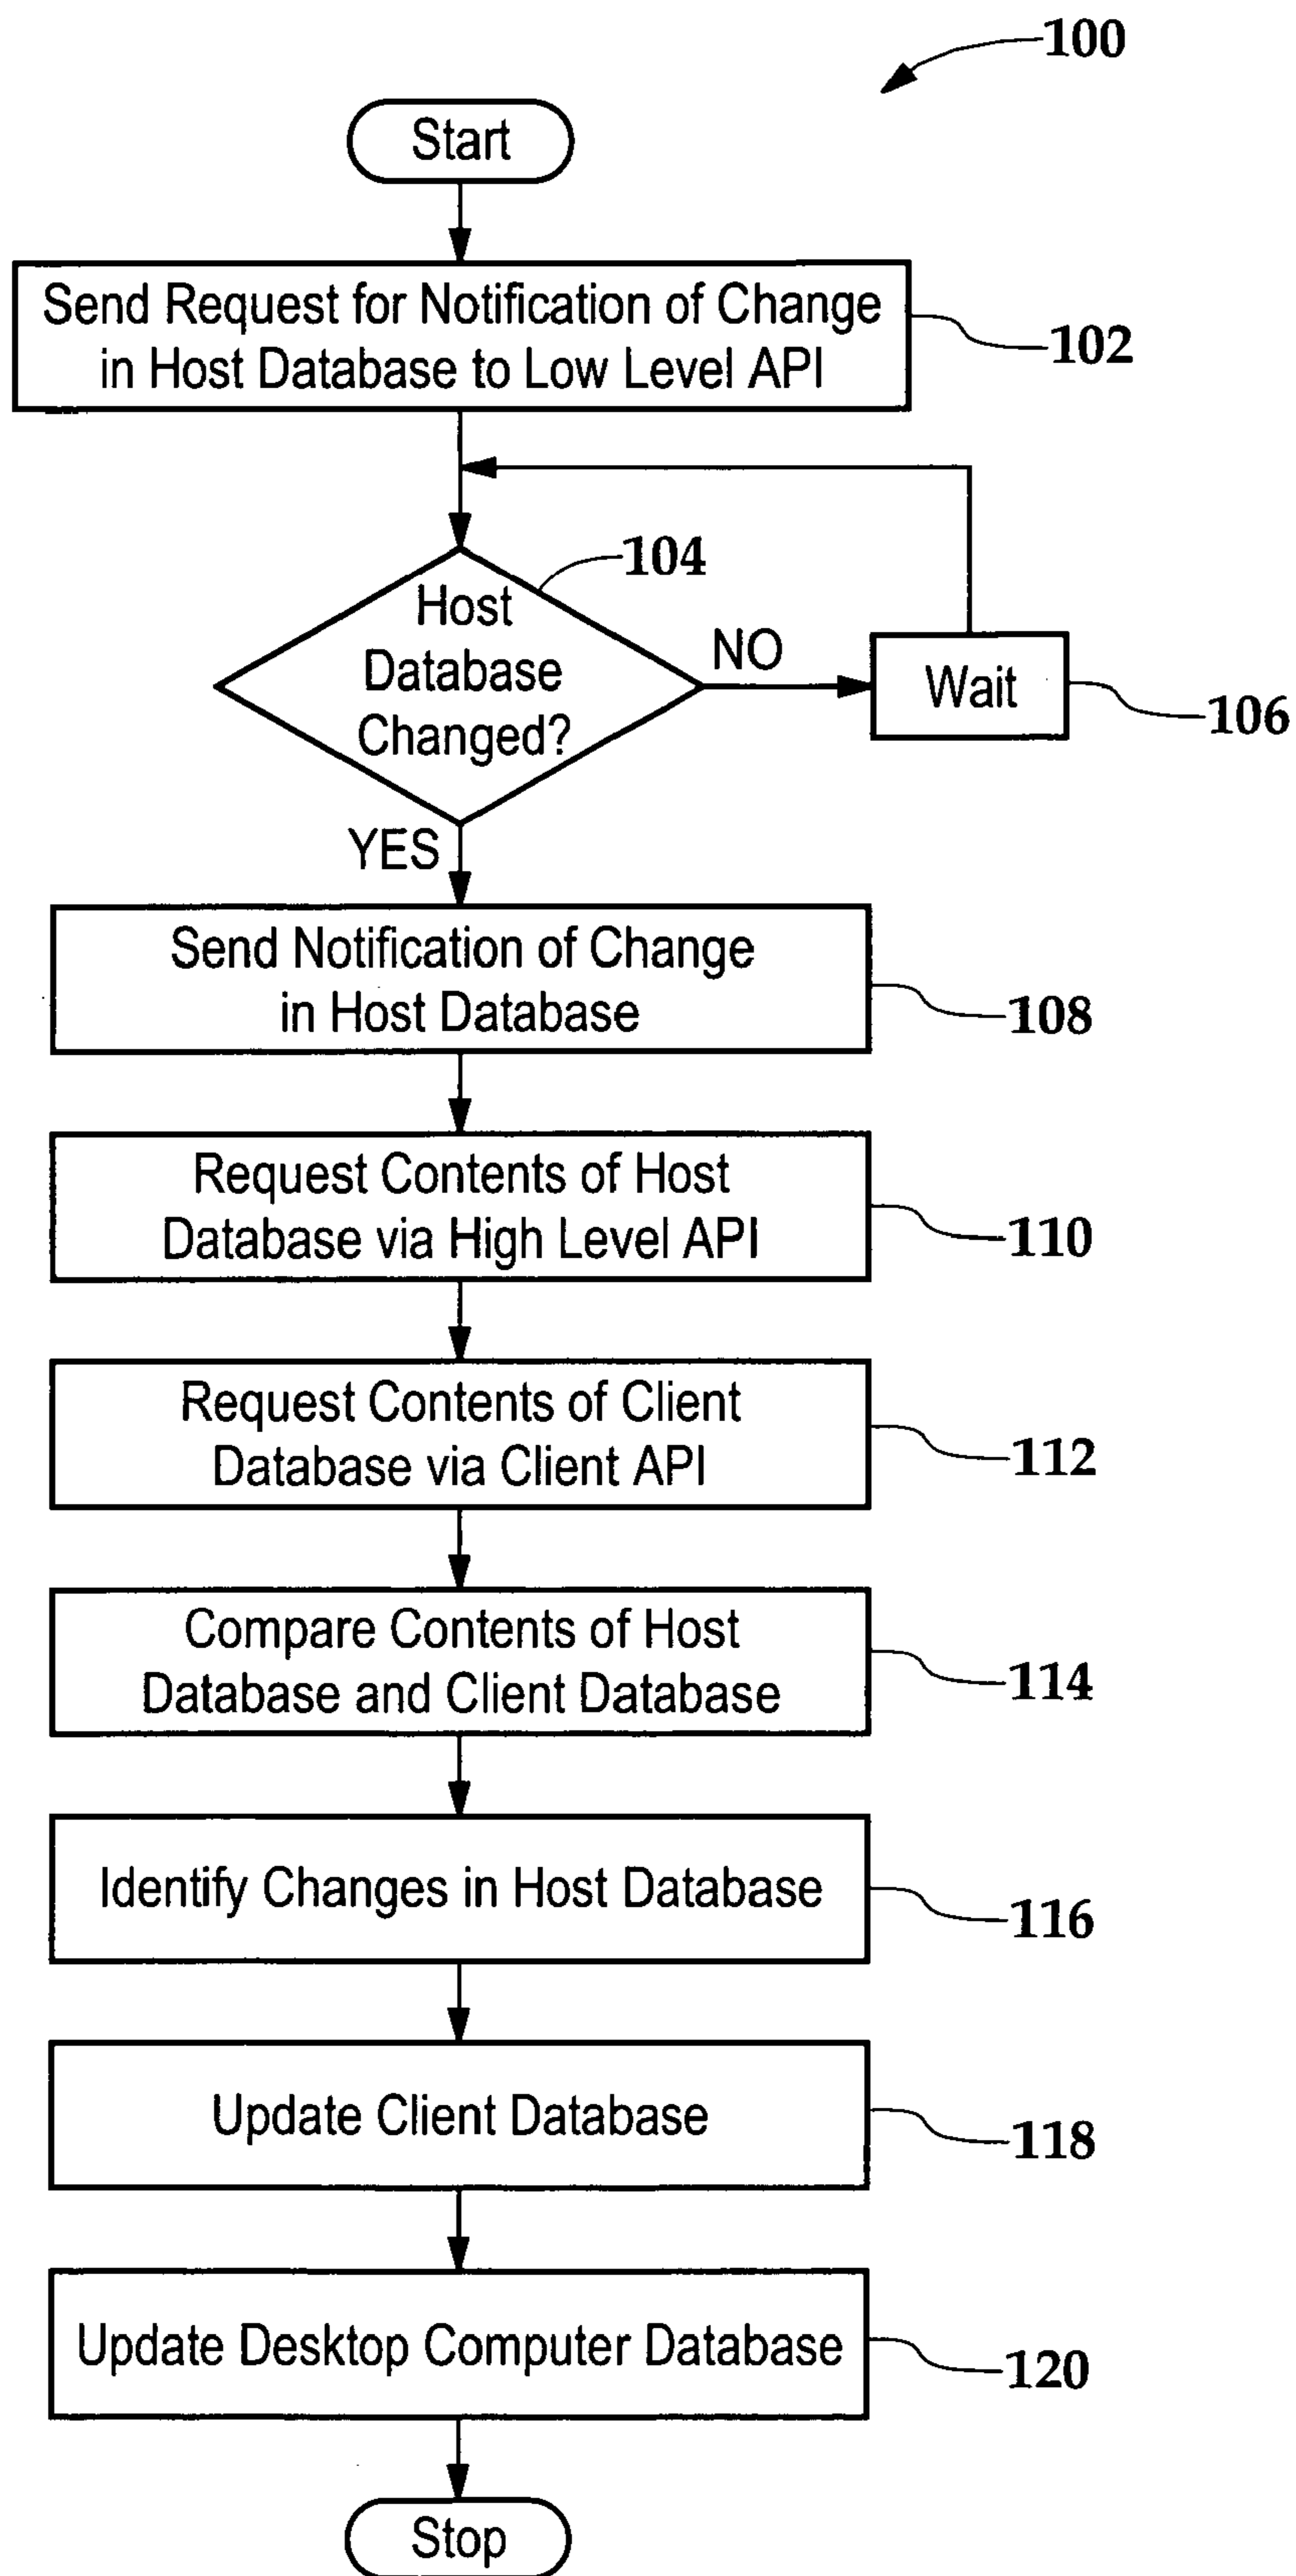 100
Start
Send Request for Notification of Change
in Host Database to Low Level API
102
104
Host
Database
Changed?
NO
Wait
106
YES
Send Notification of Change
in Host Database
108
Request Contents of Host
Database via High Level API
110
Request Contents of Client
Database via Client API
112
Compare Contents of Host
Database and Client Database
114
Identify Changes in Host Database
116
Update Client Database
118
Update Desktop Computer Database
120
Stop